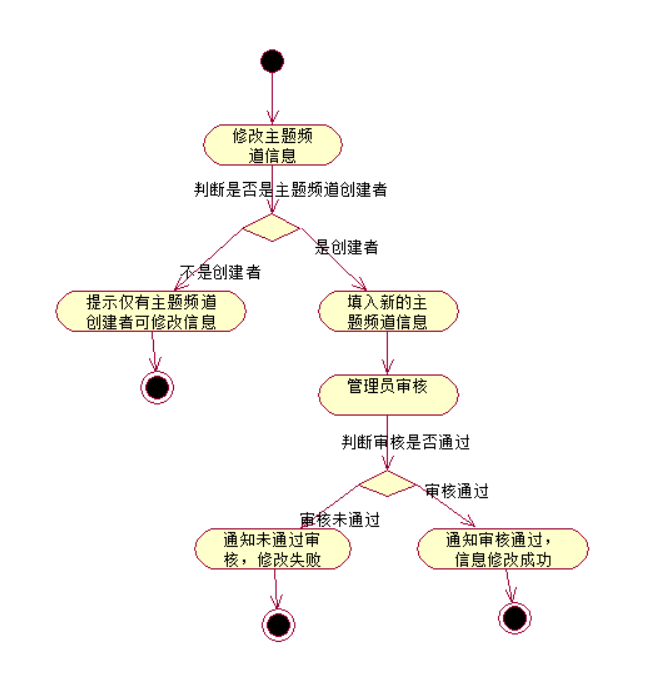 修改主题频
道信息
判断是否是主题频道创建者
是创建者
不是创建者
提示仅有主题频道
创建者可修改信息
填入新的主
题频道信息
管理员审核
判断审核是否通过
审核通过
审核未通过
通知未通过审
核，修改失败
通知审核通过，
信息修改成功